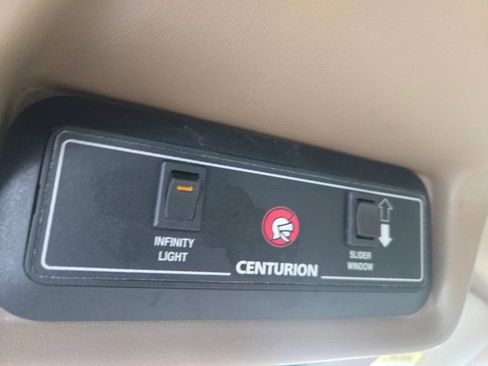 INFINITY
LIGHT
CENTURION
SLIDER
WINDOW